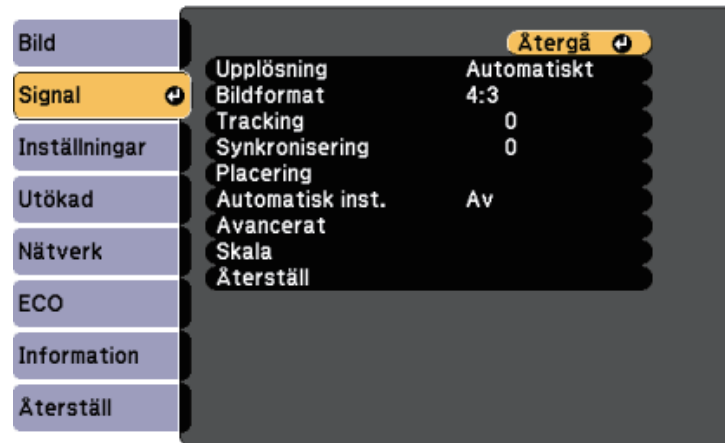 Bild
Signal
Inställningar
Utökad
Nätverk
ECO
Information
Återställ
Återgå
Upplösning Automatiskt
Bildformat 4:3
Tracking 0
Synkronisering 0
Placering
Automatisk inst. Av
Avancerat
Skala
Återställ